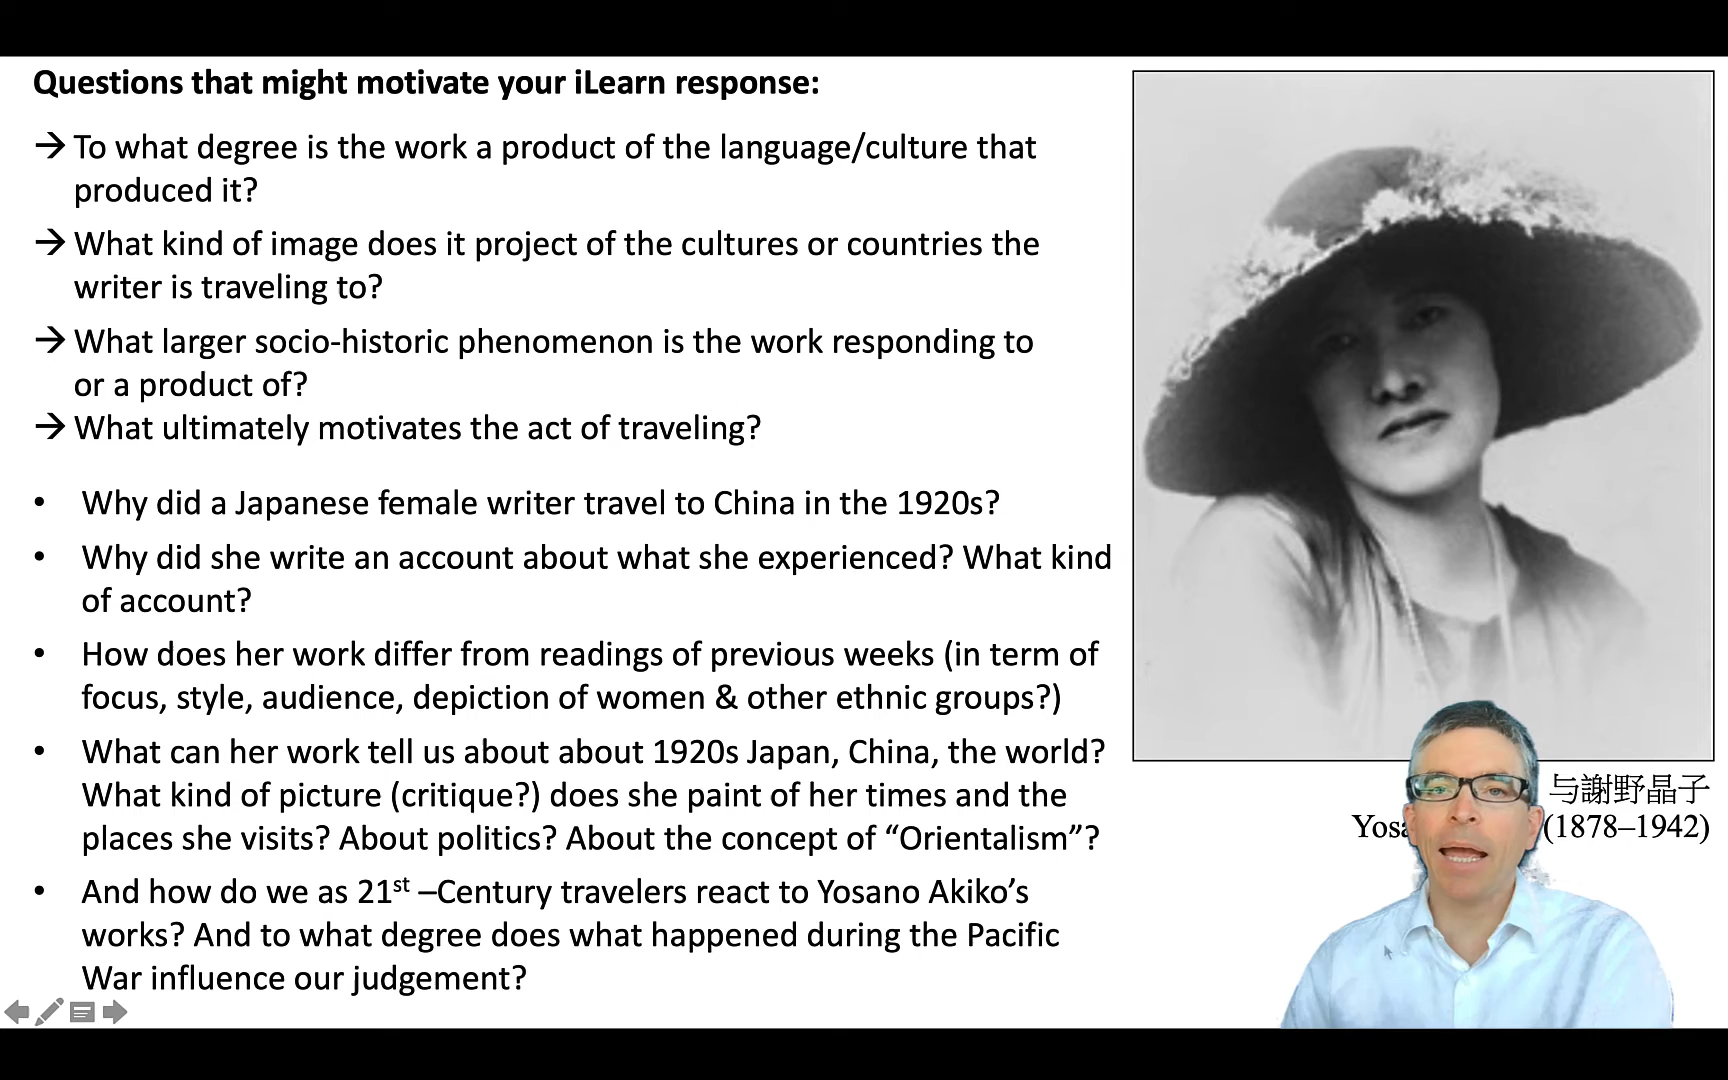 Questions that might motivate your iLearn response:
→ To what degree is the work a product of the language/culture that
produced it?
→ What kind of image does it project of the cultures or countries the
writer is traveling to?
→ What larger socio-historic phenomenon is the work responding to
or a product of?
→ What ultimately motivates the act of traveling?
• Why did a Japanese female writer travel to China in the 1920s?
• Why did she write an account about what she experienced? What kind
of account?
• How does her work differ from readings of previous weeks (in term of
focus, style, audience, depiction of women & other ethnic groups?)
• What can her work tell us about about 1920s Japan, China, the world?
What kind of picture (critique?) does she paint of her times and the
places she visits? About politics? About the concept of “Orientalism”?
• And how do we as 21st –Century travelers react to Yosano Akiko’s
works? And to what degree does what happened during the Pacific
War influence our judgement?
与謝野晶子
(1878–1942)